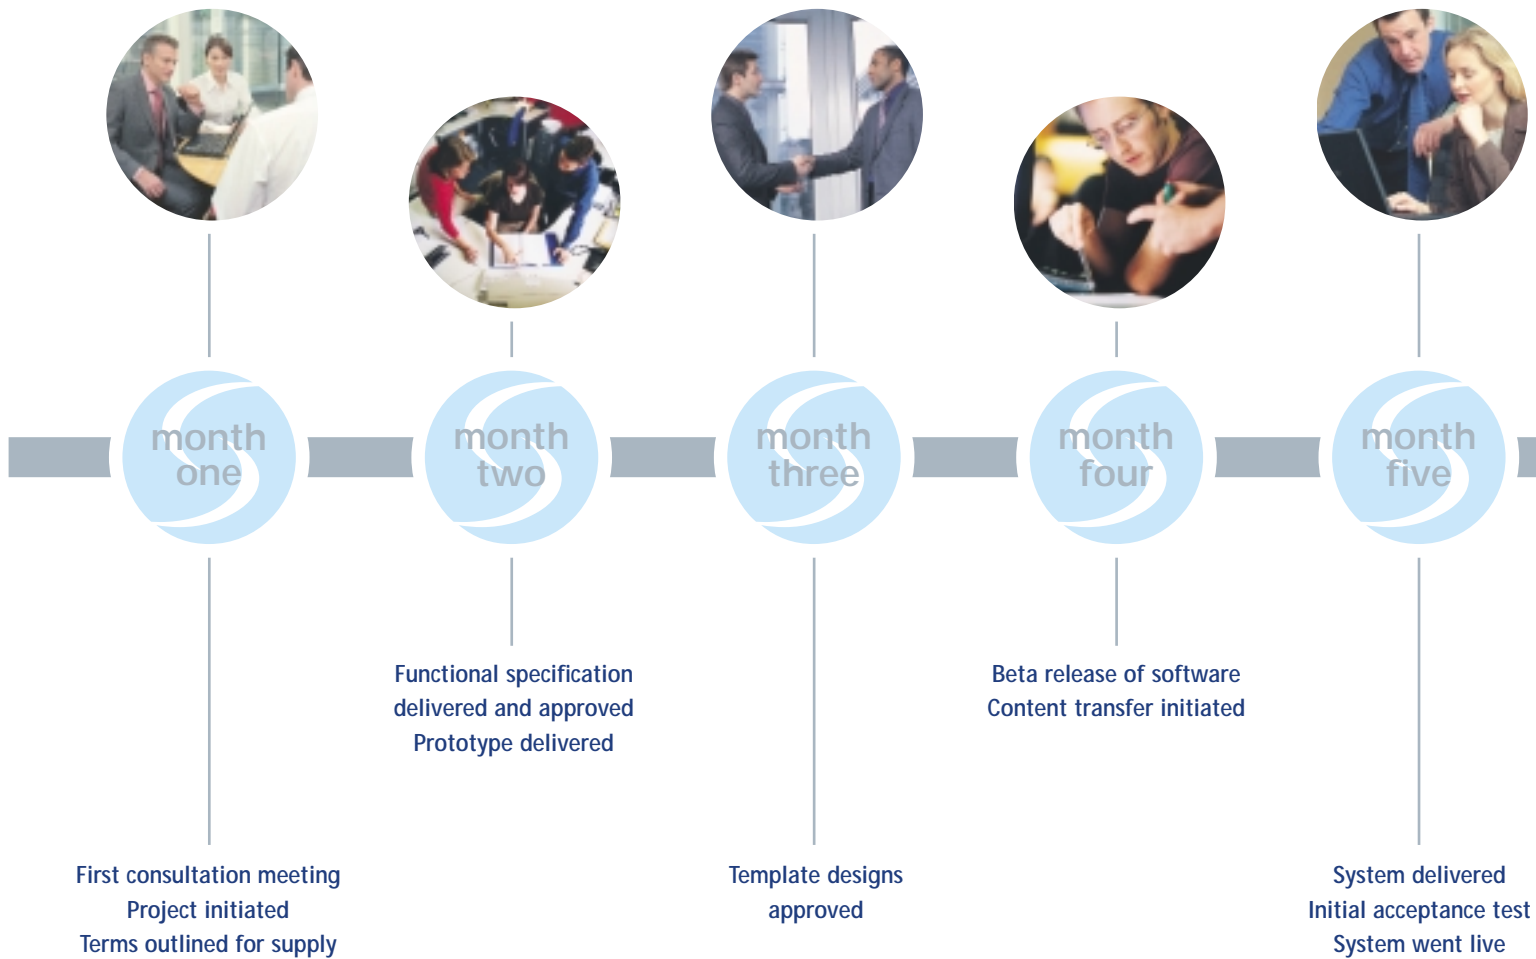 month
one
month
two
month
three
month
four
month
five
Functional specification
delivered and approved
Prototype delivered
Beta release of software
Content transfer initiated
First consultation meeting
Project initiated
Terms outlined for supply
Template designs
approved
System delivered
Initial acceptance test
System went live